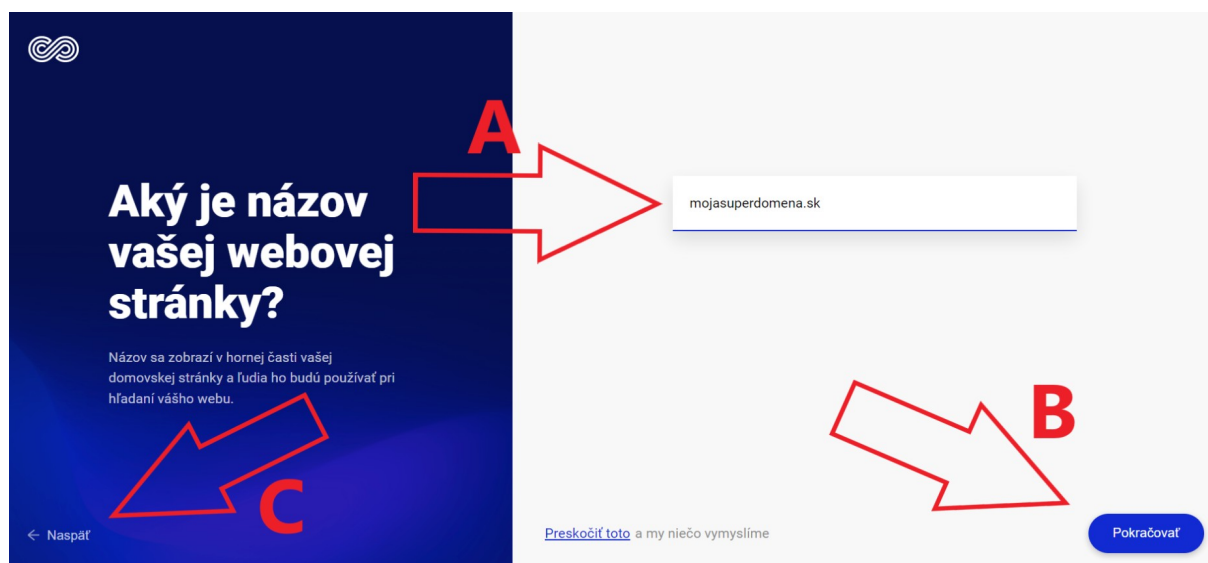 A
Aký je názov
vašej webovej
stránky?
Názov sa zobrazí v hornej časti vašej
domovskej stránky a ľudia ho budú používať pri
hľadaní vášho webu.
C
← Naspäť
mojasuperdomena.sk
B
Preskočiť toto a my niečo vymyslíme
Pokračovať